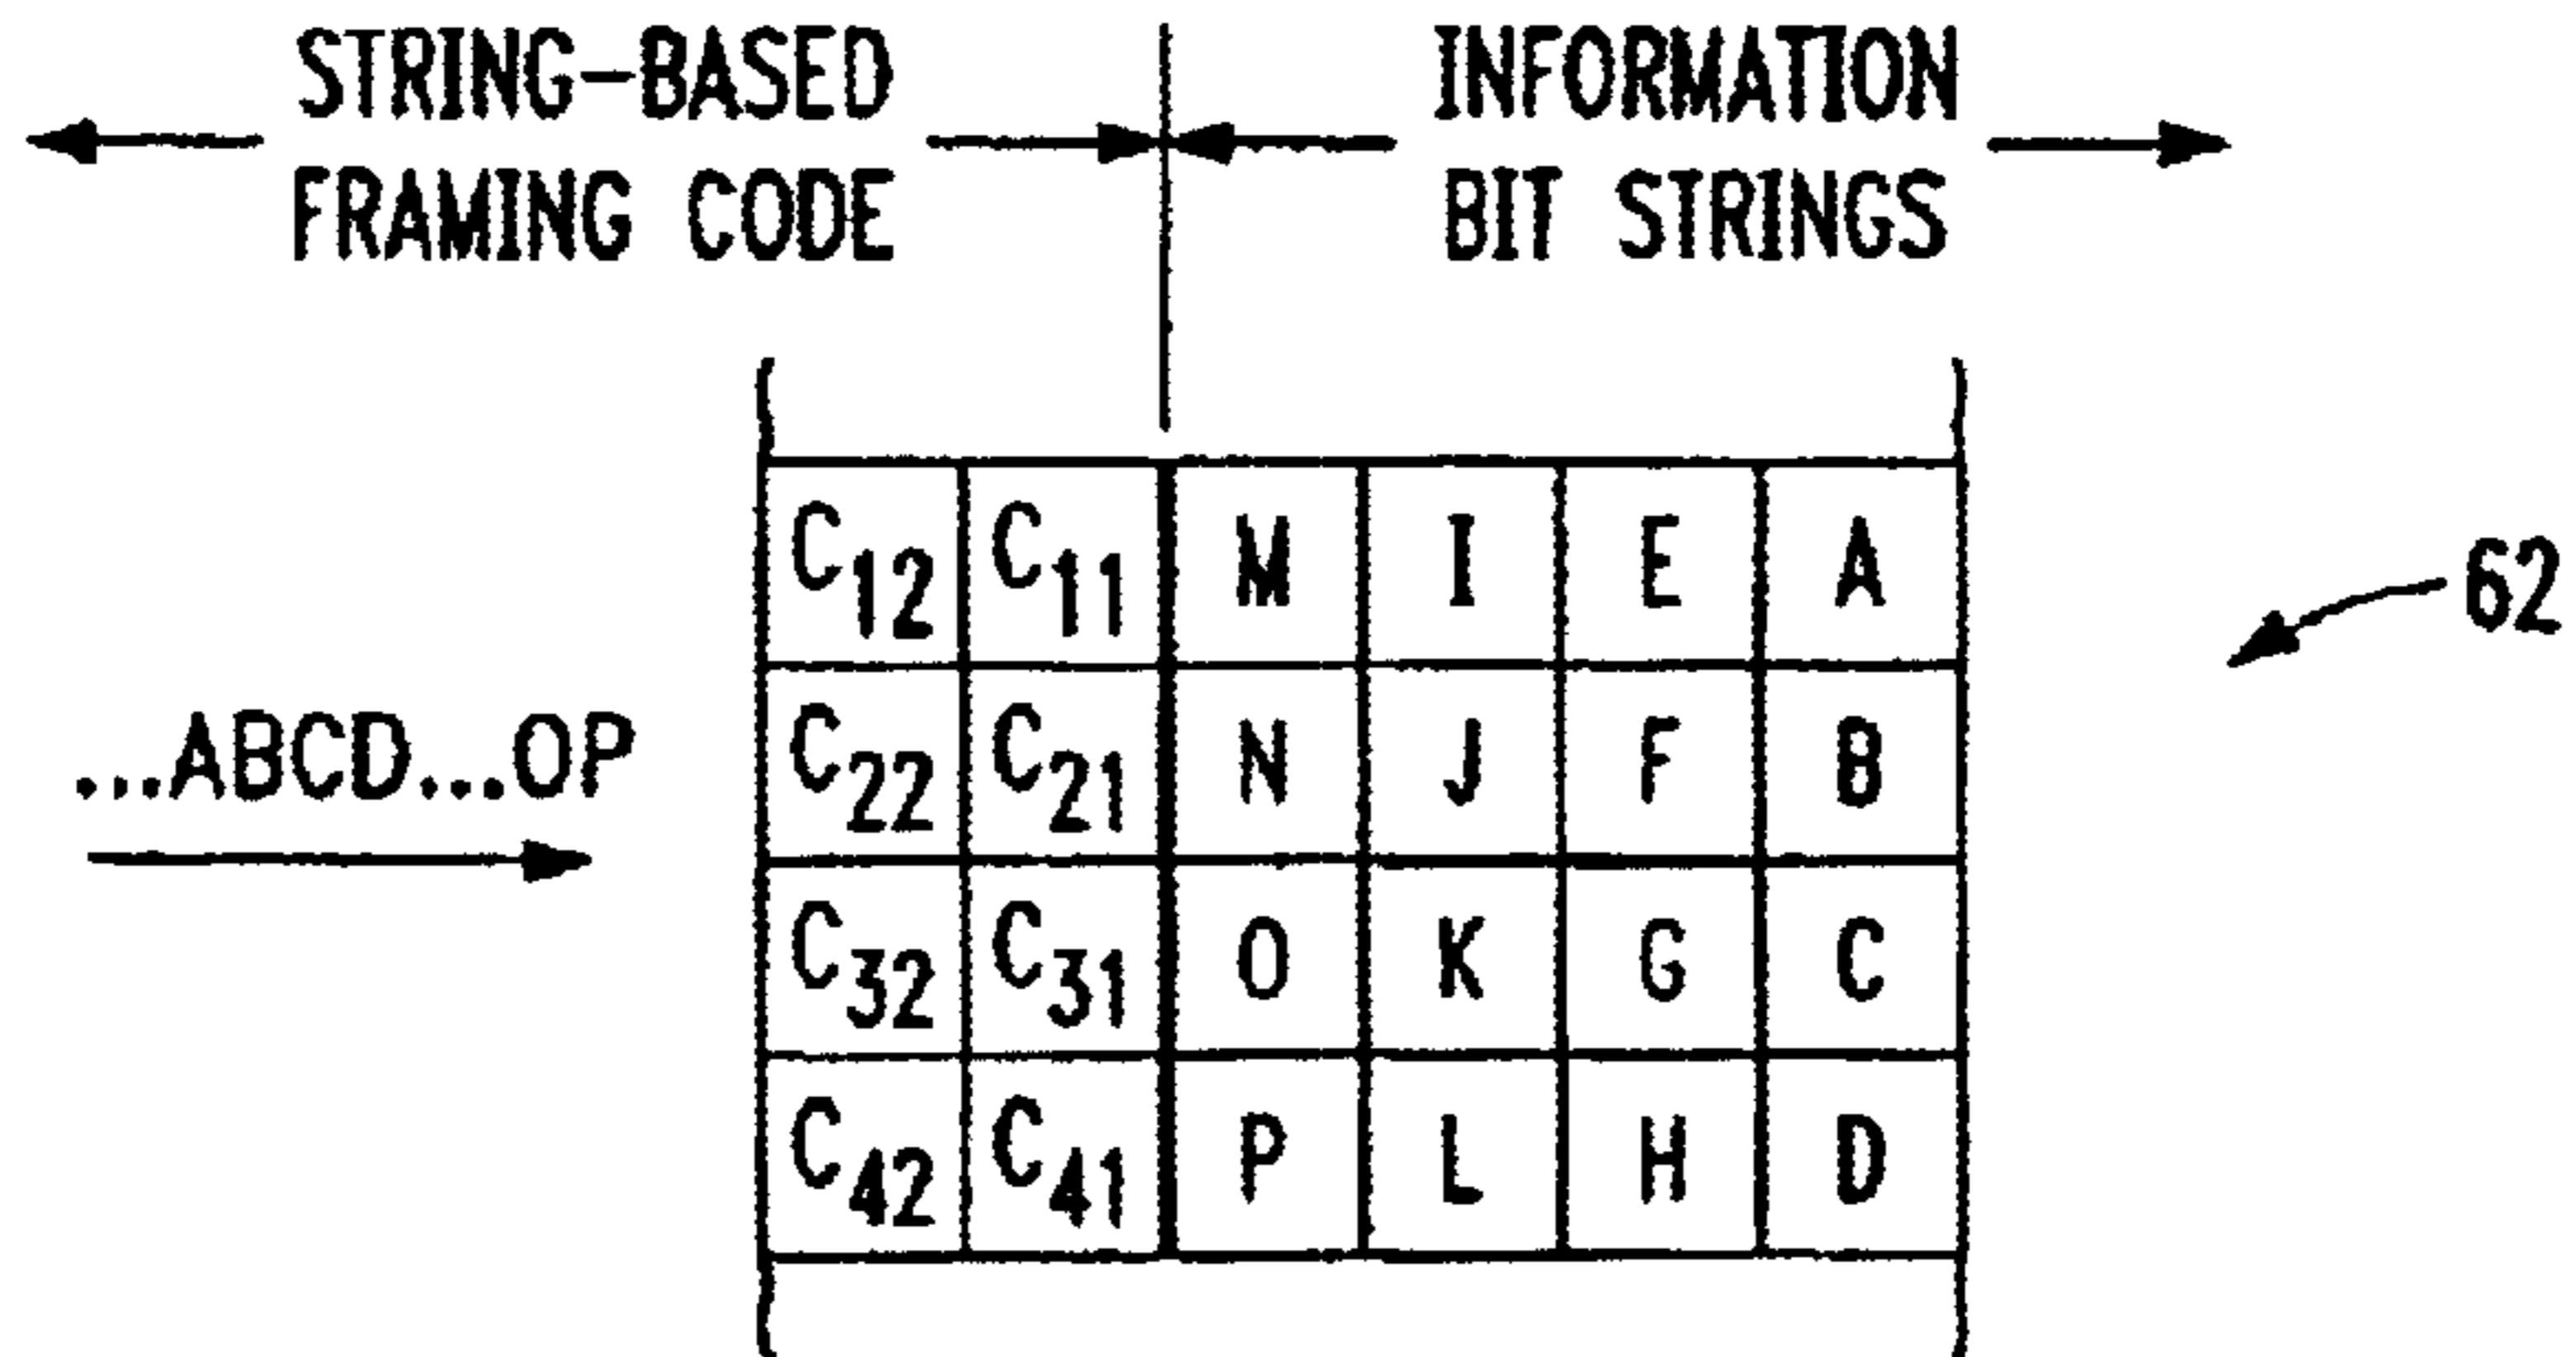 STRING-BASED FRAMING CODE
INFORMATION BIT STRINGS
C12 C11 M I E A
62
C22 C21 N J F B
...ABCD...OP
C32 C31 O K G C
C42 C41 P L H D